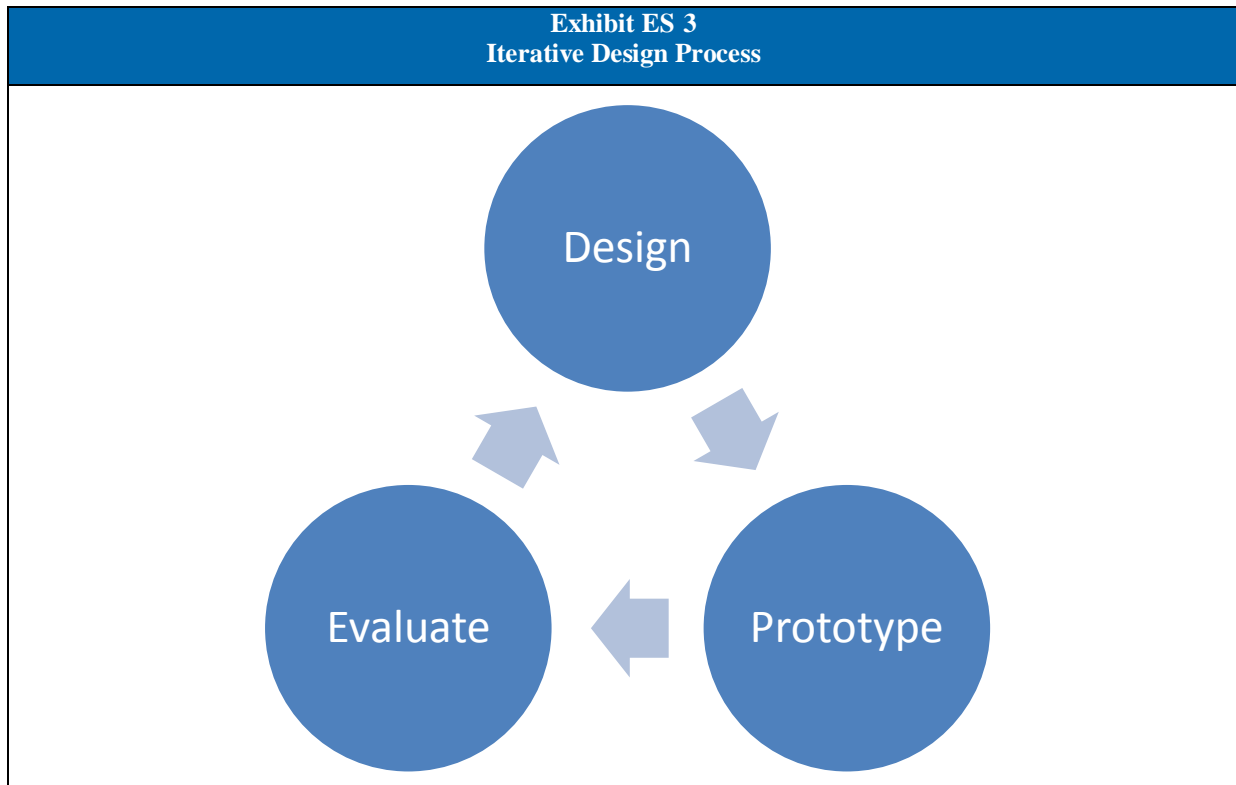 Exhibit ES 3
Iterative Design Process
Design
Evaluate
Prototype